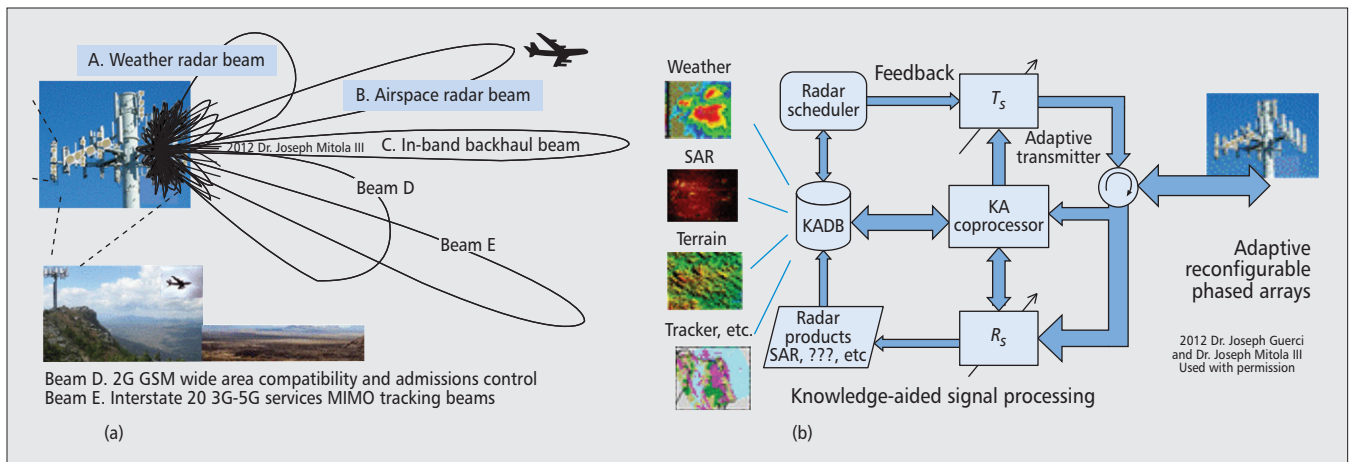 A. Weather radar beam
B. Airspace radar beam
2012 Dr. Joseph Mitola III
C. In-band backhaul beam
Beam D
Beam E
Beam D. 2G GSM wide area compatibility and admissions control
Beam E. Interstate 20 3G-5G services MIMO tracking beams
(a)
Weather
SAR
Terrain
Tracker, etc.
Radar
scheduler
Feedback
Ts
Adaptive
transmitter
KADB
KA
coprocessor
Radar
products
SAR, ???, etc
Rs
Adaptive
reconfigurable
phased arrays
2012 Dr. Joseph Guerci
and Dr. Joseph Mitola III
Used with permission
Knowledge-aided signal processing
(b)